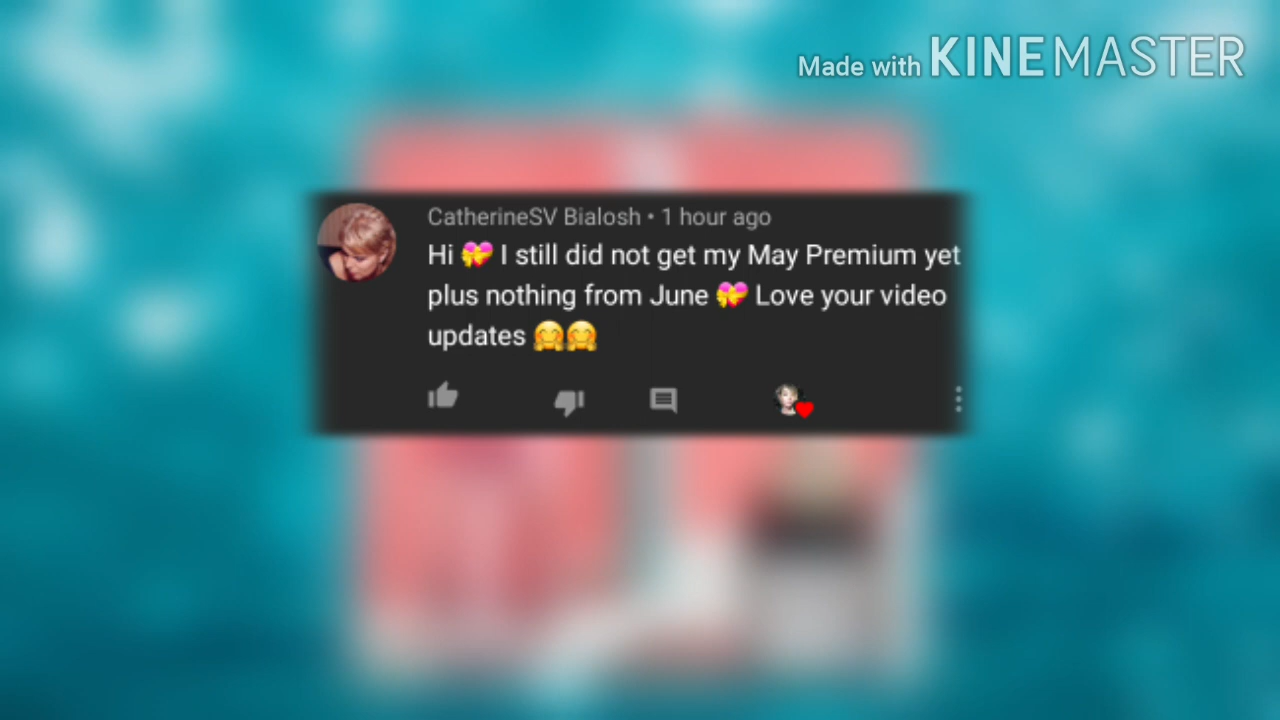 Made with KINEMASTER
CatherineSV Bialosh • 1 hour ago
Hi 💝 I still did not get my May Premium yet
plus nothing from June 💝 Love your video
updates 🤗🤗